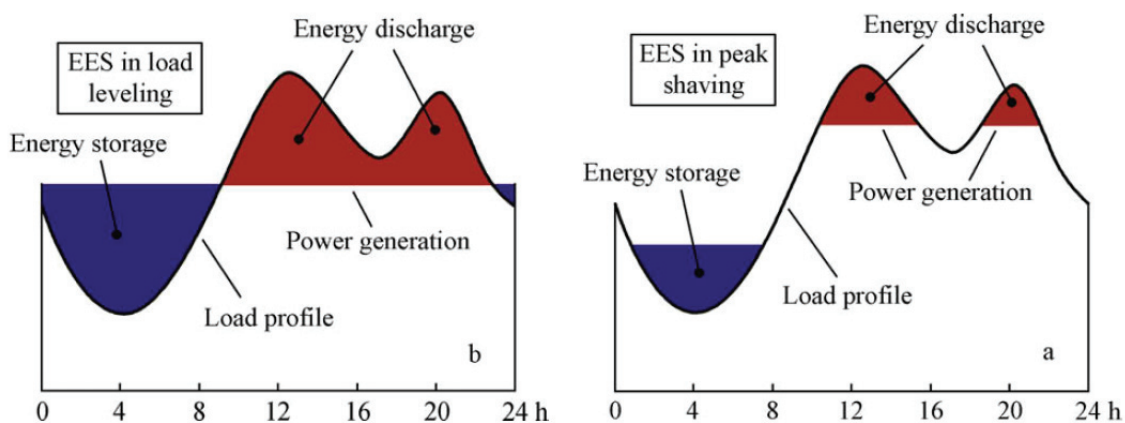 EES in load
leveling
Energy discharge
Energy storage
Power generation
Load profile
b
0 4 8 12 16 20 24 h
EES in peak
shaving
Energy discharge
Energy storage
Power generation
Load profile
a
0 4 8 12 16 20 24 h